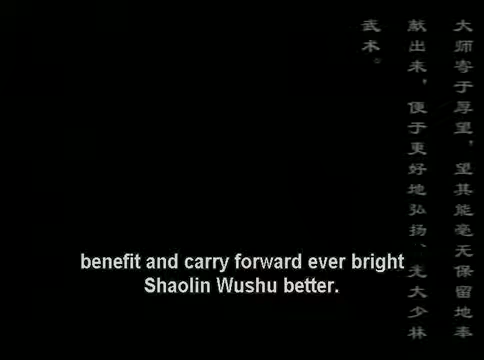 大师寄于厚望，望其能毫无保留地奉
献出来，便于更好地弘扬、光大少林
武术。
benefit and carry forward ever bright
Shaolin Wushu better.